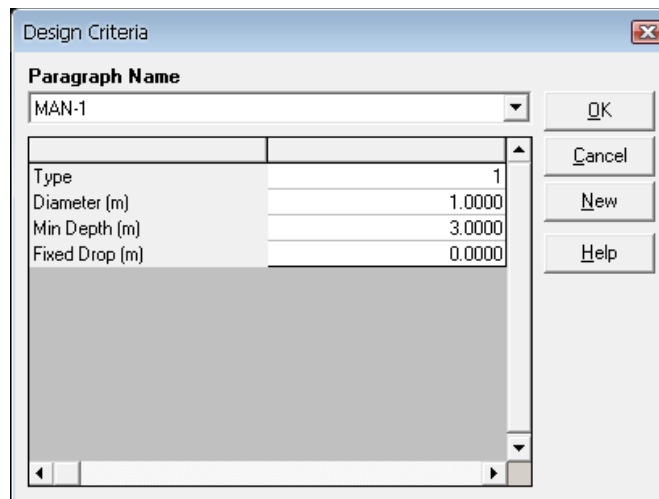 Design Criteria
Paragraph Name
MAN-1
OK
Cancel
Type 1
New
Diameter (m) 1.0000
Min Depth (m) 3.0000
Fixed Drop (m) 0.0000
Help